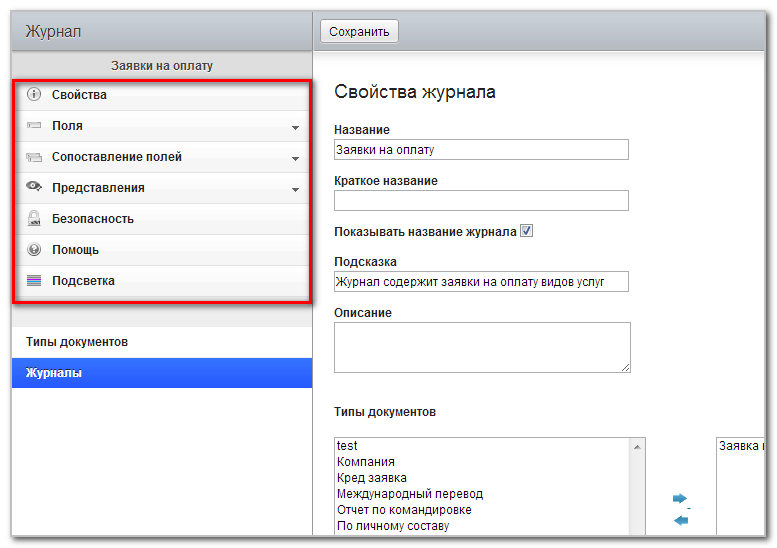 Журнал
Заявки на оплату
Свойства
Поля
Сопоставление полей
Представления
Безопасность
Помощь
Подсветка
Типы документов
Журналы
Сохранить
Свойства журнала
Название
Заявки на оплату
Краткое название
Показывать название журнала
Подсказка
Журнал содержит заявки на оплату видов услуг
Описание
Типы документов
test
Компания
Кред заявка
Международный перевод
Отчет по командировке
По личному составу
Заявка